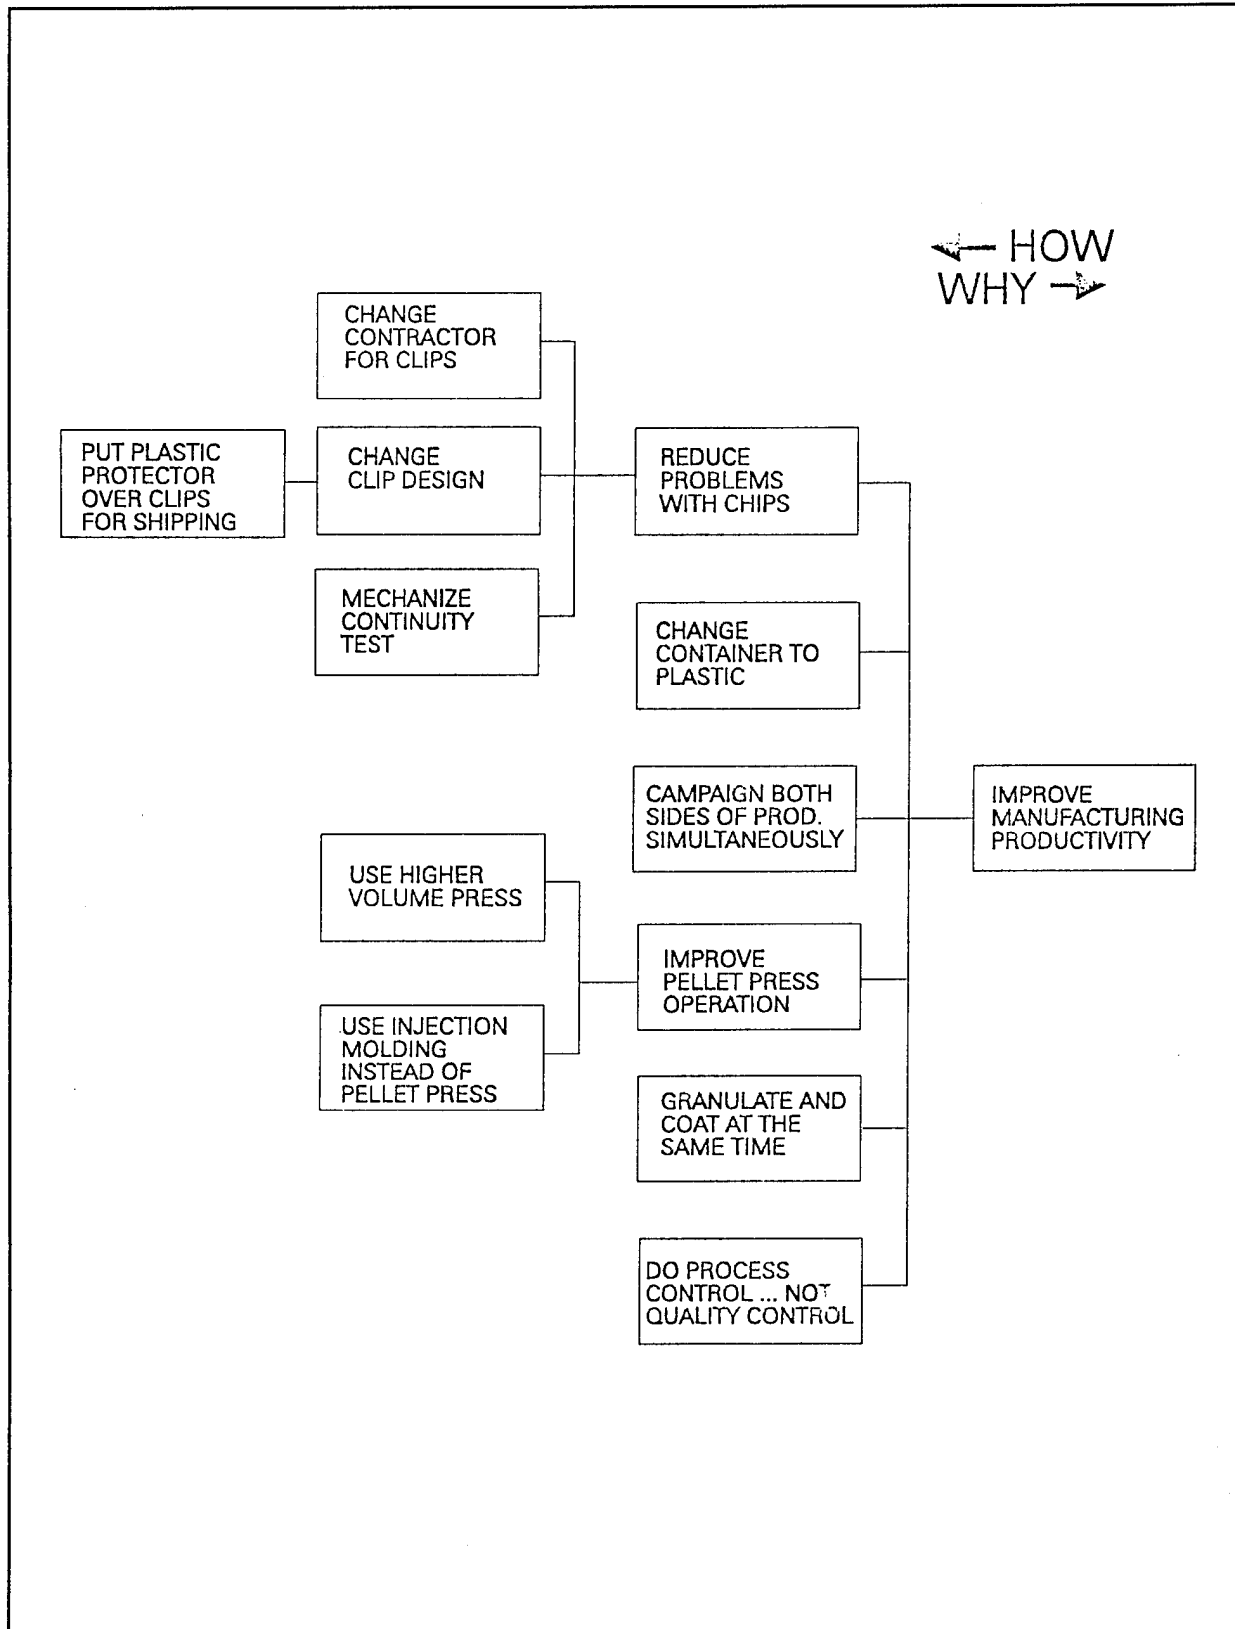 HOW
WHY
CHANGE
CONTRACTOR
FOR CLIPS
PUT PLASTIC
PROTECTOR
OVER CLIPS
FOR SHIPPING
CHANGE
CLIP DESIGN
REDUCE
PROBLEMS
WITH CHIPS
MECHANIZE
CONTINUITY
TEST
CHANGE
CONTAINER TO
PLASTIC
CAMPAIGN BOTH
SIDES OF PROD.
SIMULTANEOUSLY
IMPROVE
MANUFACTURING
PRODUCTIVITY
USE HIGHER
VOLUME PRESS
IMPROVE
PELLET PRESS
OPERATION
USE INJECTION
MOLDING
INSTEAD OF
PELLET PRESS
GRANULATE AND
COAT AT THE
SAME TIME
DO PROCESS
CONTROL ... NOT
QUALITY CONTROL